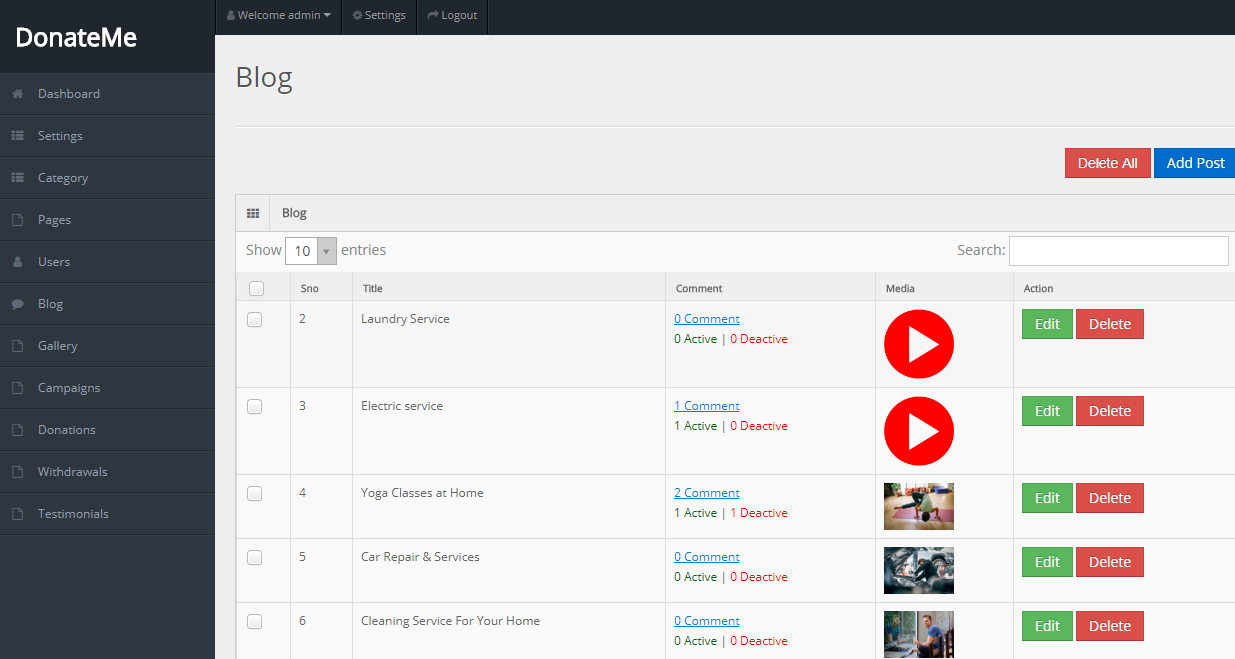 DonateMe
Welcome admin
Settings
Logout
Dashboard
Settings
Category
Pages
Users
Blog
Gallery
Campaigns
Donations
Withdrawals
Testimonials
Blog
Delete All
Add Post
Blog
Show 10 entries
Search:
Sno Title Comment Media Action
2 Laundry Service 0 Comment Edit Delete
0 Active | 0 Deactive
3 Electric service 1 Comment Edit Delete
1 Active | 0 Deactive
4 Yoga Classes at Home 2 Comment Edit Delete
1 Active | 1 Deactive
5 Car Repair & Services 0 Comment Edit Delete
0 Active | 0 Deactive
6 Cleaning Service For Your Home 0 Comment Edit Delete
0 Active | 0 Deactive